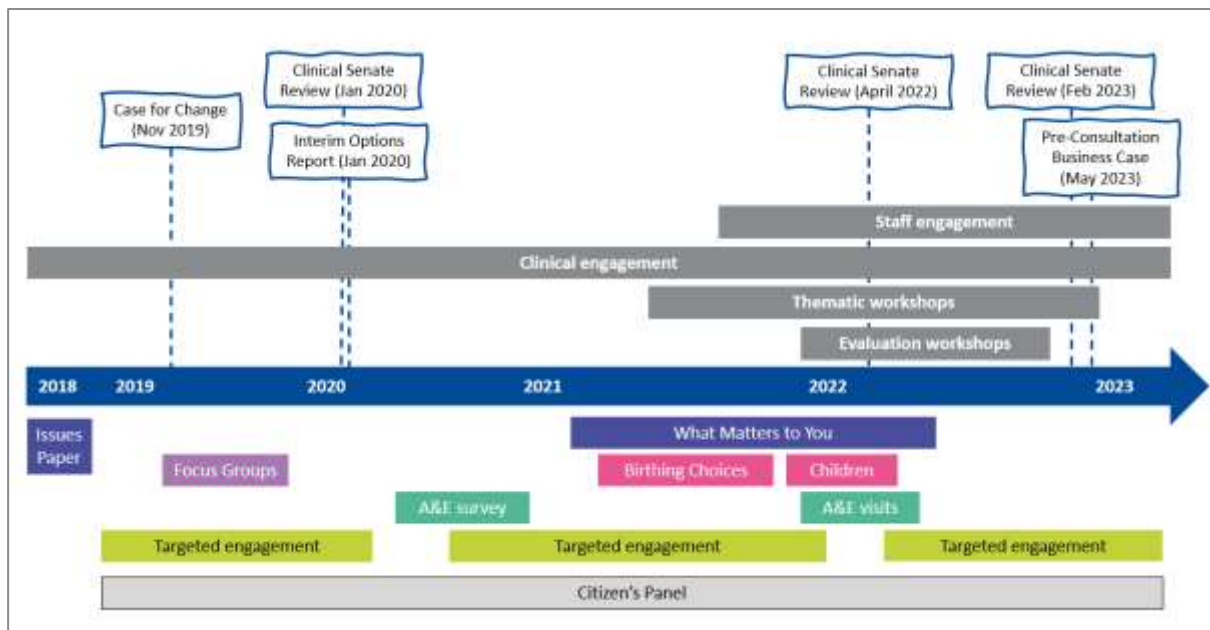 Clinical Senate
Review (Jan 2020)
Clinical Senate
Review (April 2022)
Clinical Senate
Review (Feb 2023)
Case for Change
(Nov 2019)
Interim Options
Report (Jan 2020)
Pre-Consultation
Business Case
(May 2023)
Staff engagement
Clinical engagement
Thematic workshops
Evaluation workshops
2018 2019 2020 2021 2022 2023
Issues
Paper
What Matters to You
Focus Groups
Birthing Choices
Children
A&E survey
A&E visits
Targeted engagement
Targeted engagement
Targeted engagement
Citizen's Panel